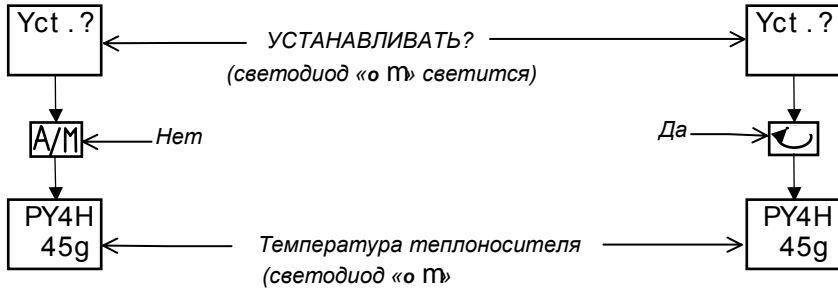 Yct . ? УСТАНАВЛИВАТЬ? Yct . ?
(светодиод «о m» светится)
A/M Нет Да
PY4H PY4H
45g Температура теплоносителя 45g
(светодиод «о m»